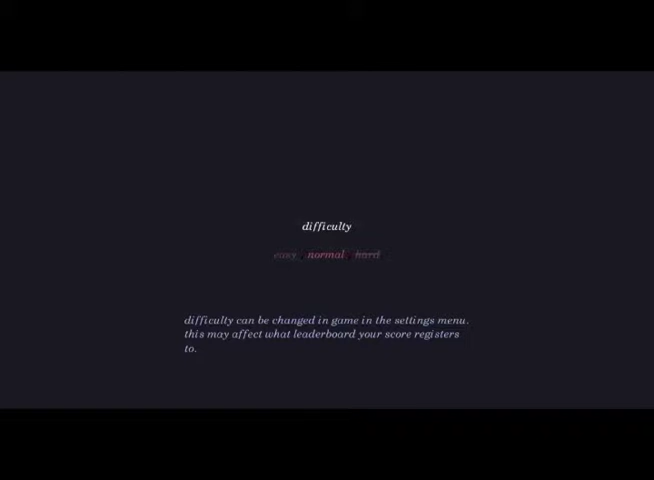 difficulty
easy normal hard
difficulty can be changed in game in the settings menu.
this may affect what leaderboard your score registers
to.